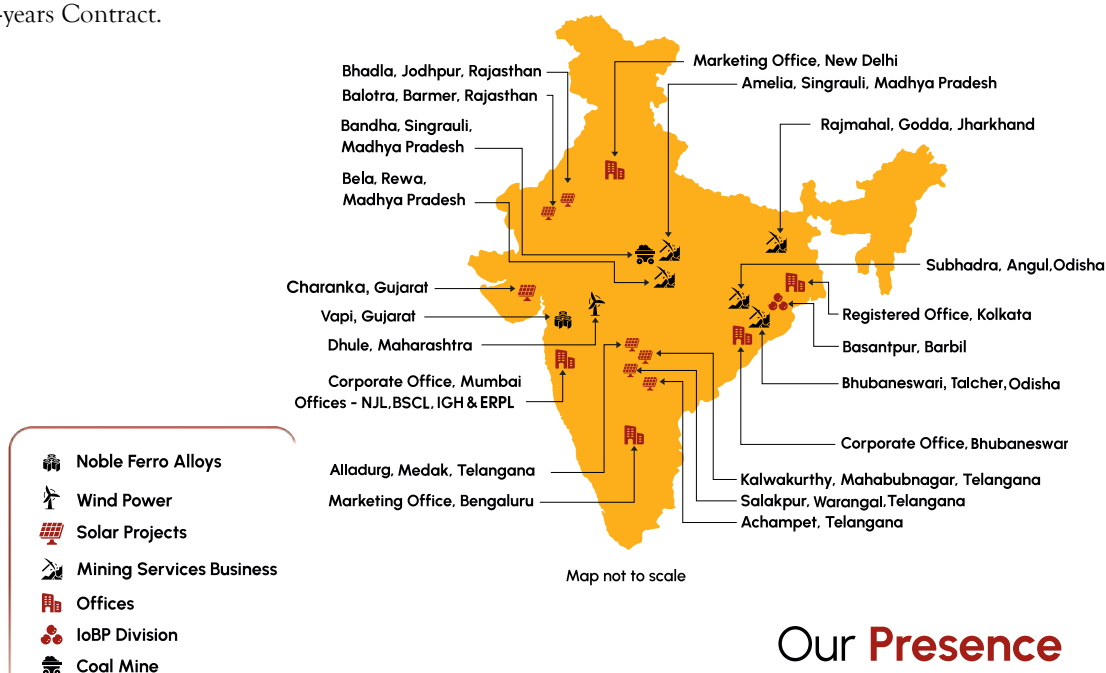 -years Contract.
Marketing Office, New Delhi
Bhadla, Jodhpur, Rajasthan
Amelia, Singrauli, Madhya Pradesh
Balotra, Barmer, Rajasthan
Bandha, Singrauli,
Madhya Pradesh
Rajmahal, Godda, Jharkhand
Bela, Rewa,
Madhya Pradesh
Subhadra, Angul,Odisha
Charanka, Gujarat
Vapi, Gujarat
Registered Office, Kolkata
Dhule, Maharashtra
Basantpur, Barbil
Corporate Office, Mumbai
Offices - NJL,BSCL, IGH & ERPL
Bhubaneswari, Talcher, Odisha
Corporate Office, Bhubaneswar
Alladurg, Medak, Telangana
Kalwakurthy, Mahabubnagar, Telangana
Marketing Office, Bengaluru
Salakpur, Warangal,Telangana
Achampet, Telangana
Noble Ferro Alloys
Wind Power
Solar Projects
Mining Services Business
Offices
IoBP Division
Coal Mine
Map not to scale
Our Presence